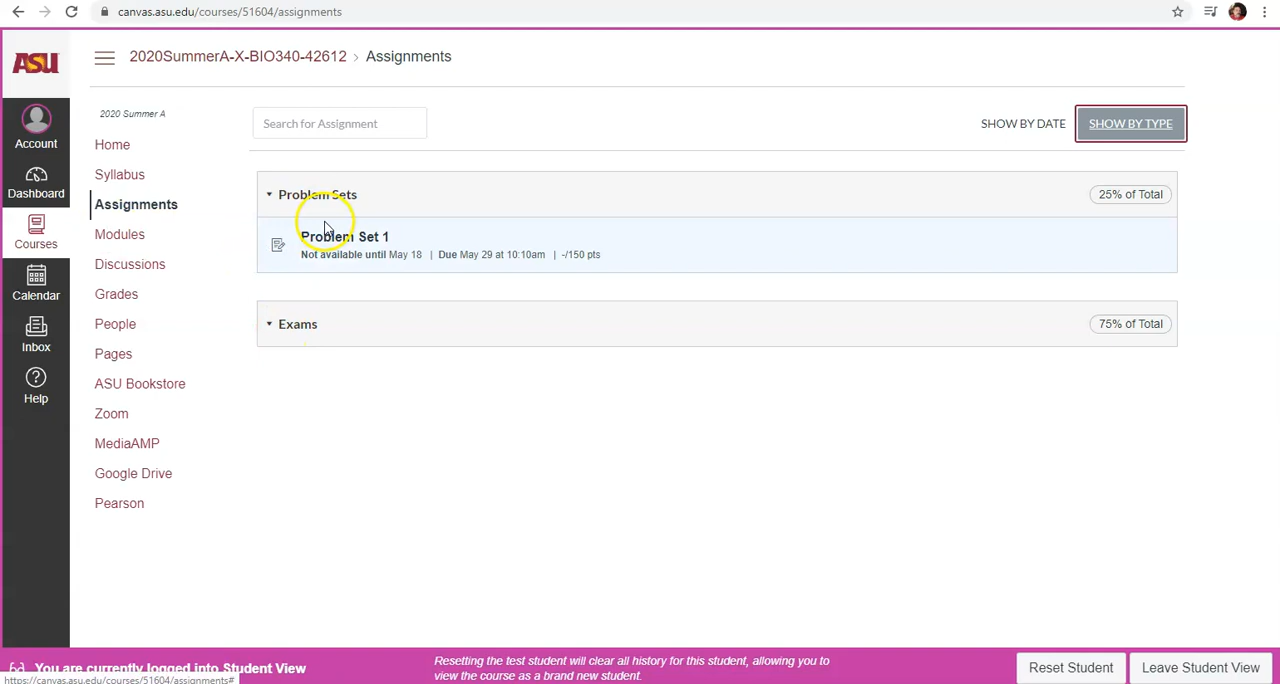 canvas.asu.edu/courses/51604/assignments
ASU
2020SummerA-X-BIO340-42612 › Assignments
Account
Dashboard
Courses
Calendar
Inbox
Help
2020 Summer A
Home
Syllabus
Assignments
Modules
Discussions
Grades
People
Pages
ASU Bookstore
Zoom
MediaAMP
Google Drive
Pearson
Search for Assignment
SHOW BY DATE
SHOW BY TYPE
Problem Sets
25% of Total
Problem Set 1
Not available until May 18 | Due May 29 at 10:10am | -/150 pts
Exams
75% of Total
You are currently logged into Student View
Resetting the test student will clear all history for this student, allowing you to
view the course as a brand new student.
Reset Student
Leave Student View
https://canvas.asu.edu/courses/51604/assignments#